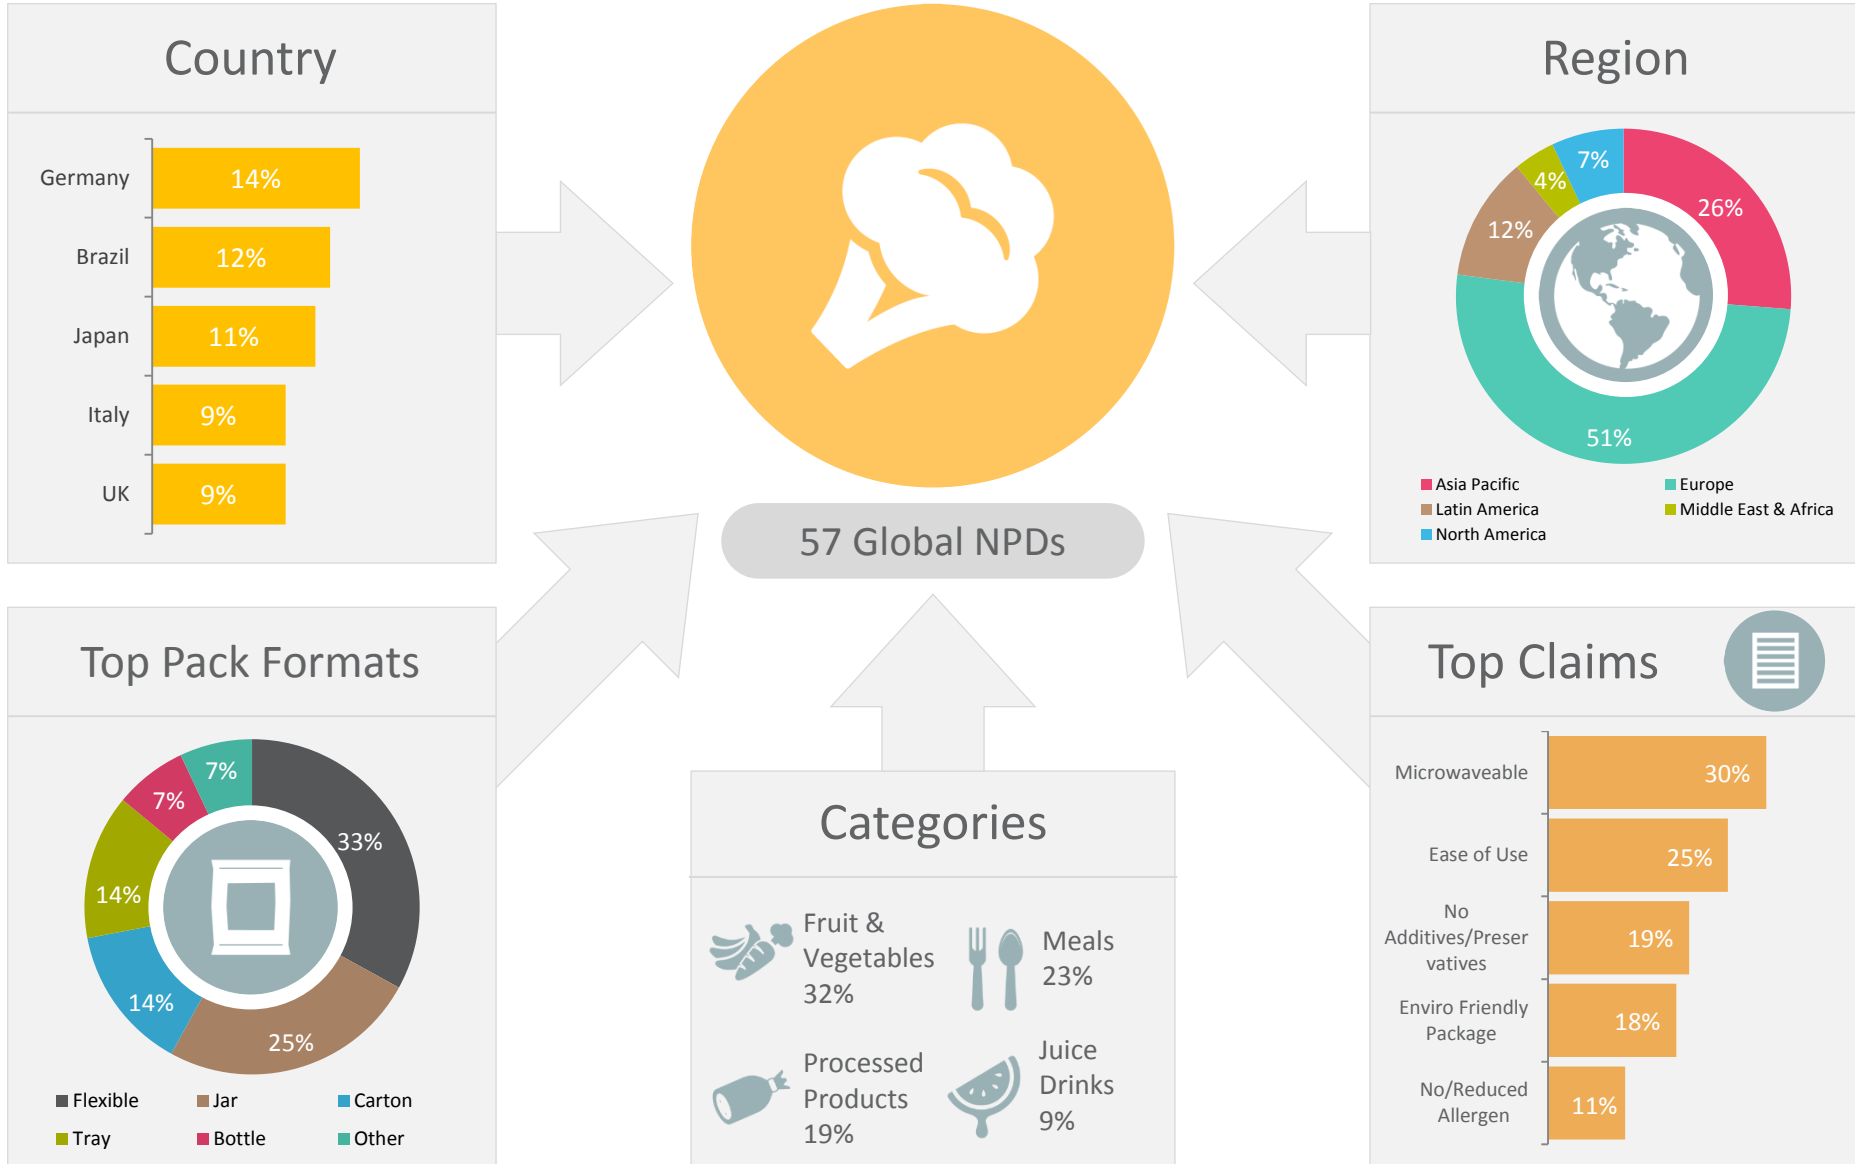 Country
Germany
14%
Brazil
12%
Japan
11%
Italy
9%
UK
9%
57 Global NPDs
Region
7%
4%
26%
12%
51%
Asia Pacific
Europe
Latin America
Middle East & Africa
North America
Top Pack Formats
7%
7%
33%
14%
14%
25%
Flexible
Jar
Carton
Tray
Bottle
Other
Categories
Fruit &
Vegetables
32%
Meals
23%
Processed
Products
19%
Juice
Drinks
9%
Top Claims
Microwaveable
30%
Ease of Use
25%
No
Additives/Preser
vatives
19%
Enviro Friendly
Package
18%
No/Reduced
Allergen
11%